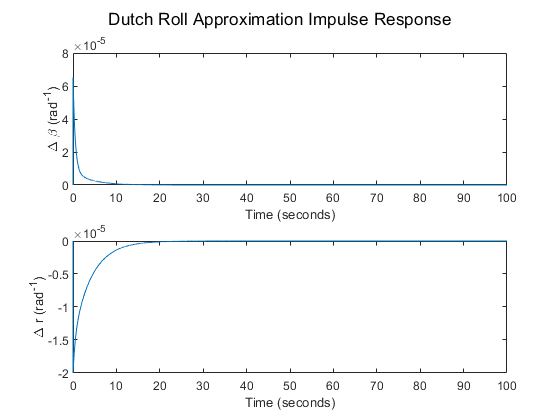 Dutch Roll Approximation Impulse Response
×10^-5
8
6
4
2
0
Δ β (rad^-1)
0 10 20 30 40 50 60 70 80 90 100
Time (seconds)
×10^-5
0
-0.5
-1
-1.5
-2
Δ r (rad^-1)
0 10 20 30 40 50 60 70 80 90 100
Time (seconds)